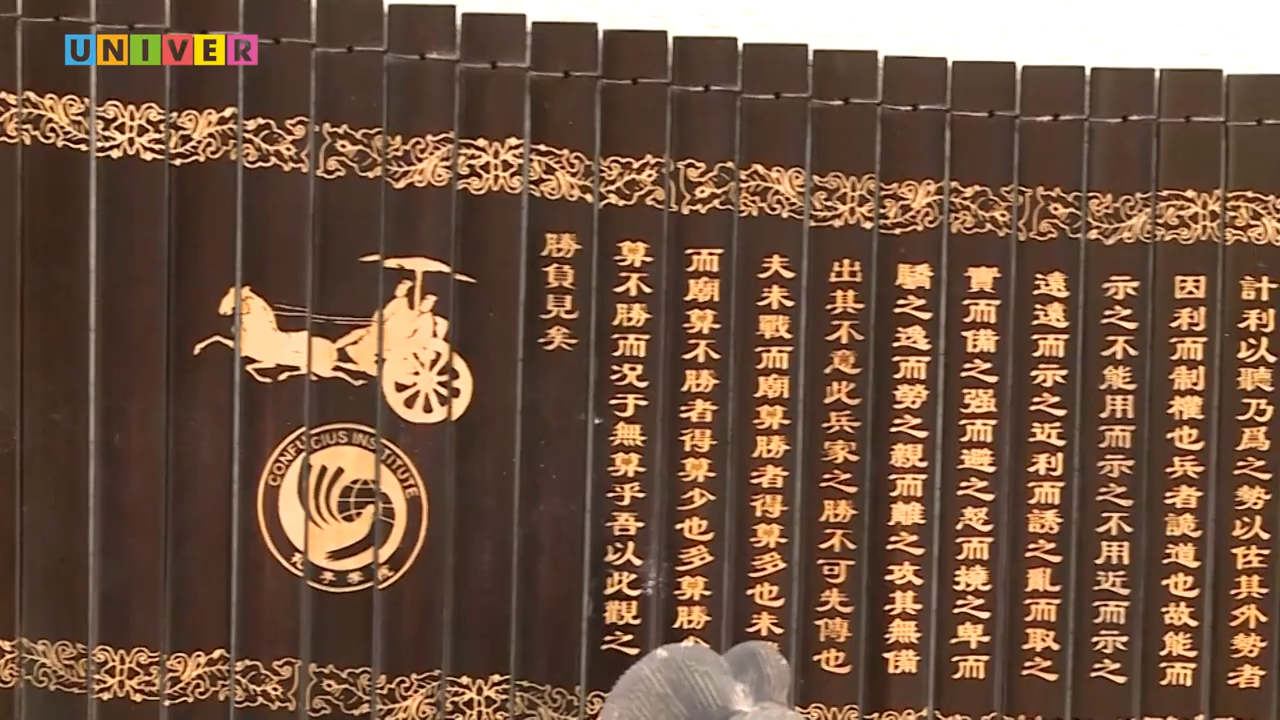 UNIVER
計利以聽乃爲之勢以佐其外勢者
因利而制權也兵者詭道也故能而
示之不能用而示之不用近而示之
遠遠而示之近利而誘之亂而取之
實而備之强而避之怒而撓之卑而
驕之逸而勞之親而離之攻其無備
出其不意此兵家之勝不可先傳也
夫未戰而廟算勝者得算多也未
而廟算不勝者得算少也多算勝
算不勝而况于無算乎吾以此觀之
勝負見矣
CONFUCIUS INSTITUTE
孔子學院